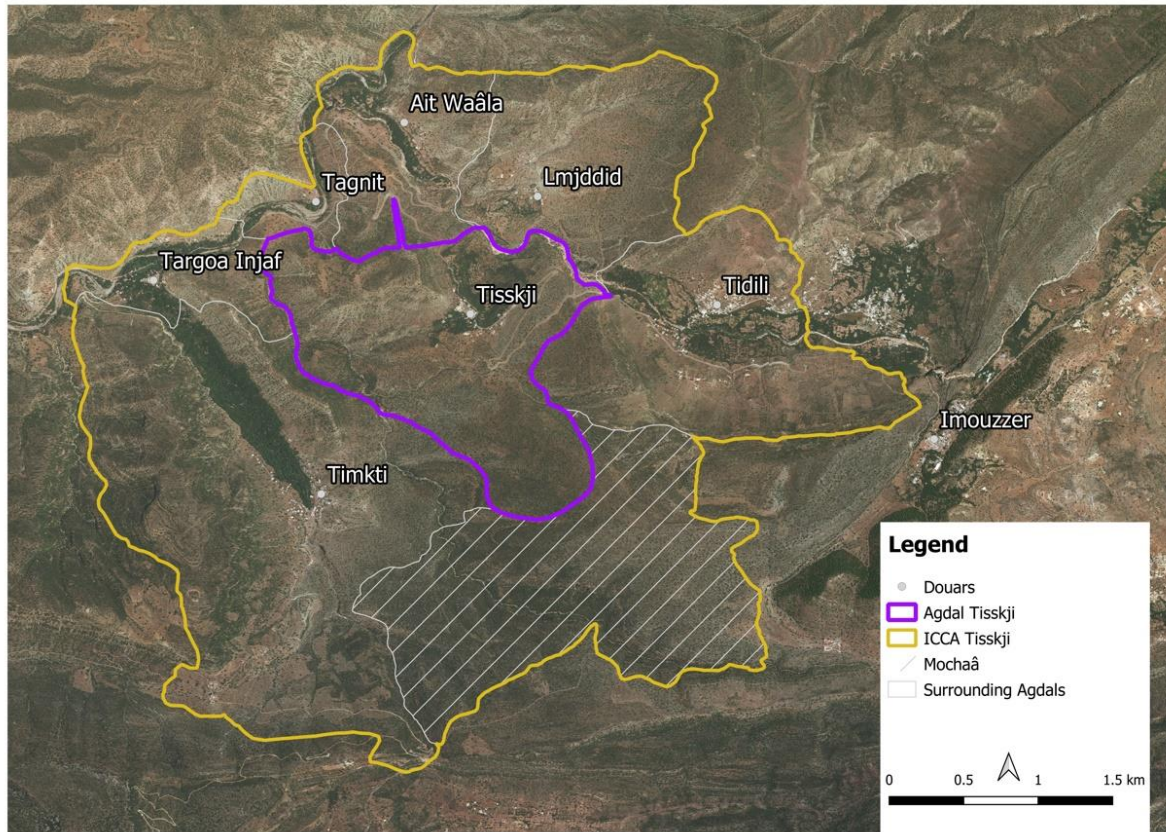 Ait Waâla
Lmjddid
Tagnit
Targoa Injaf
Tisskji
Tidili
Imouzzer
Timkti
Legend
Douars
Agdal Tisskji
ICCA Tisskji
Mochaâ
Surrounding Agdals
0 0.5 1 1.5 km